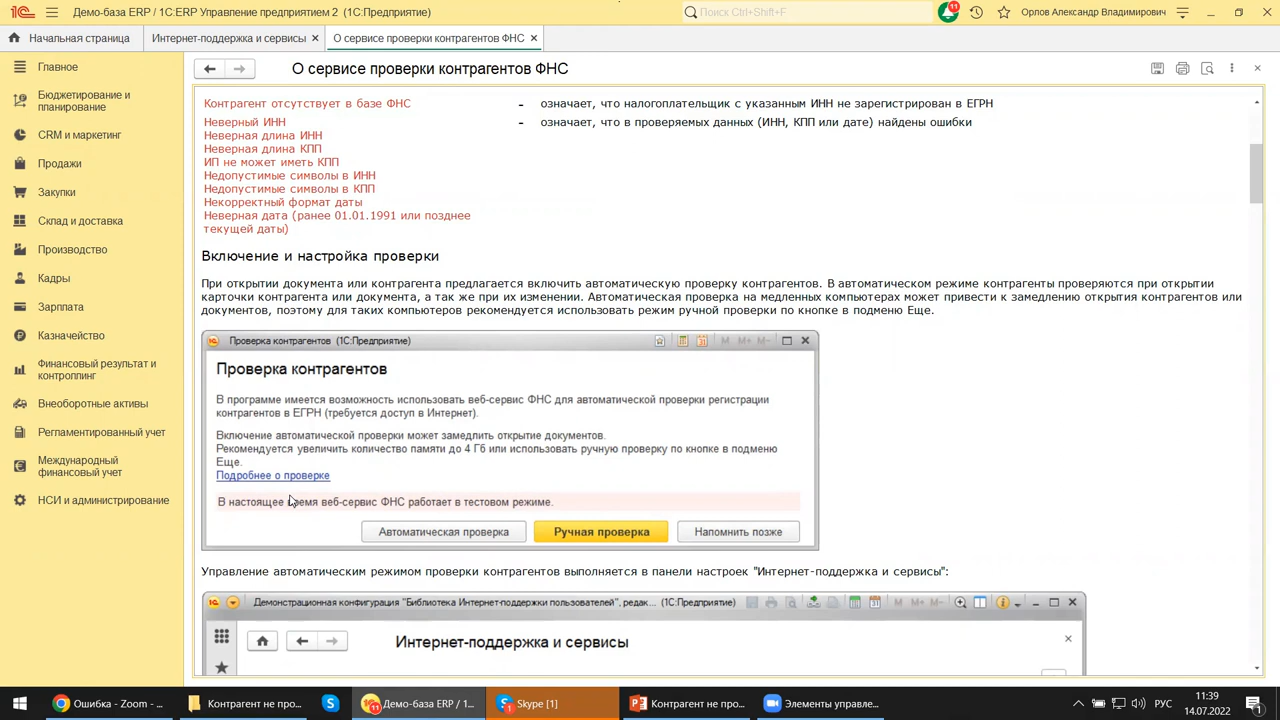 Демо-база ERP / 1С:ERP Управление предприятием 2 (1С:Предприятие)
Поиск Ctrl+Shift+F
11
Орлов Александр Владимирович
Начальная страница
Интернет-поддержка и сервисы ×
О сервисе проверки контрагентов ФНС ×
Главное
Бюджетирование и
планирование
CRM и маркетинг
Продажи
Закупки
Склад и доставка
Производство
Кадры
Зарплата
Казначейство
Финансовый результат и
контроллинг
Внеоборотные активы
Регламентированный учет
Международный
финансовый учет
НСИ и администрирование
О сервисе проверки контрагентов ФНС
Контрагент отсутствует в базе ФНС - означает, что налогоплательщик с указанным ИНН не зарегистрирован в ЕГРН
Неверный ИНН - означает, что в проверяемых данных (ИНН, КПП или дате) найдены ошибки
Неверная длина ИНН
Неверная длина КПП
ИП не может иметь КПП
Недопустимые символы в ИНН
Недопустимые символы в КПП
Некорректный формат даты
Неверная дата (ранее 01.01.1991 или позднее
текущей даты)
Включение и настройка проверки
При открытии документа или контрагента предлагается включить автоматическую проверку контрагентов. В автоматическом режиме контрагенты проверяются при открытии
карточки контрагента или документа, а так же при их изменении. Автоматическая проверка на медленных компьютерах может привести к замедлению открытия контрагентов или
документов, поэтому для таких компьютеров рекомендуется использовать режим ручной проверки по кнопке в подменю Еще.
Проверка контрагентов (1С:Предприятие)
M M+ M-
Проверка контрагентов
В программе имеется возможность использовать веб-сервис ФНС для автоматической проверки регистрации
контрагентов в ЕГРН (требуется доступ в Интернет).
Включение автоматической проверки может замедлить открытие документов.
Рекомендуется увеличить количество памяти до 4 Гб или использовать ручную проверку по кнопке в подменю
Еще.
Подробнее о проверке
В настоящее время веб-сервис ФНС работает в тестовом режиме.
Автоматическая проверка
Ручная проверка
Напомнить позже
Управление автоматическим режимом проверки контрагентов выполняется в панели настроек "Интернет-поддержка и сервисы":
Демонстрационная конфигурация "Библиотека Интернет-поддержки пользователей", редак... (1С:Предприятие)
M M+ M-
Интернет-поддержка и сервисы
Ошибка - Zoom - ...
Контрагент не про...
Демо-база ERP / 1...
Skype [1]
Контрагент не про...
Элементы управле...
РУС
11:39
14.07.2022